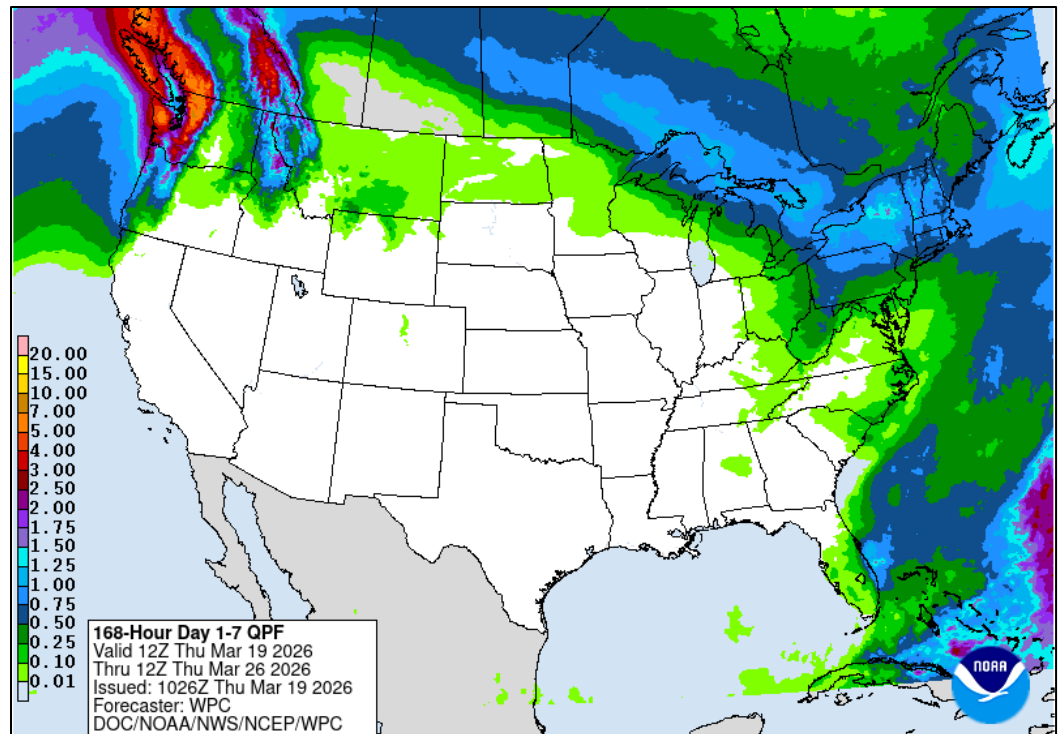 20.00
15.00
10.00
7.00
5.00
4.00
3.00
2.50
2.00
1.75
1.50
1.25
1.00
0.75
0.50
0.25
0.10
0.01
168-Hour Day 1-7 QPF
Valid 12Z Thu Mar 19 2026
Thru 12Z Thu Mar 26 2026
Issued: 1026Z Thu Mar 19 2026
Forecaster: WPC
DOC/NOAA/NWS/NCEP/WPC
NOAA